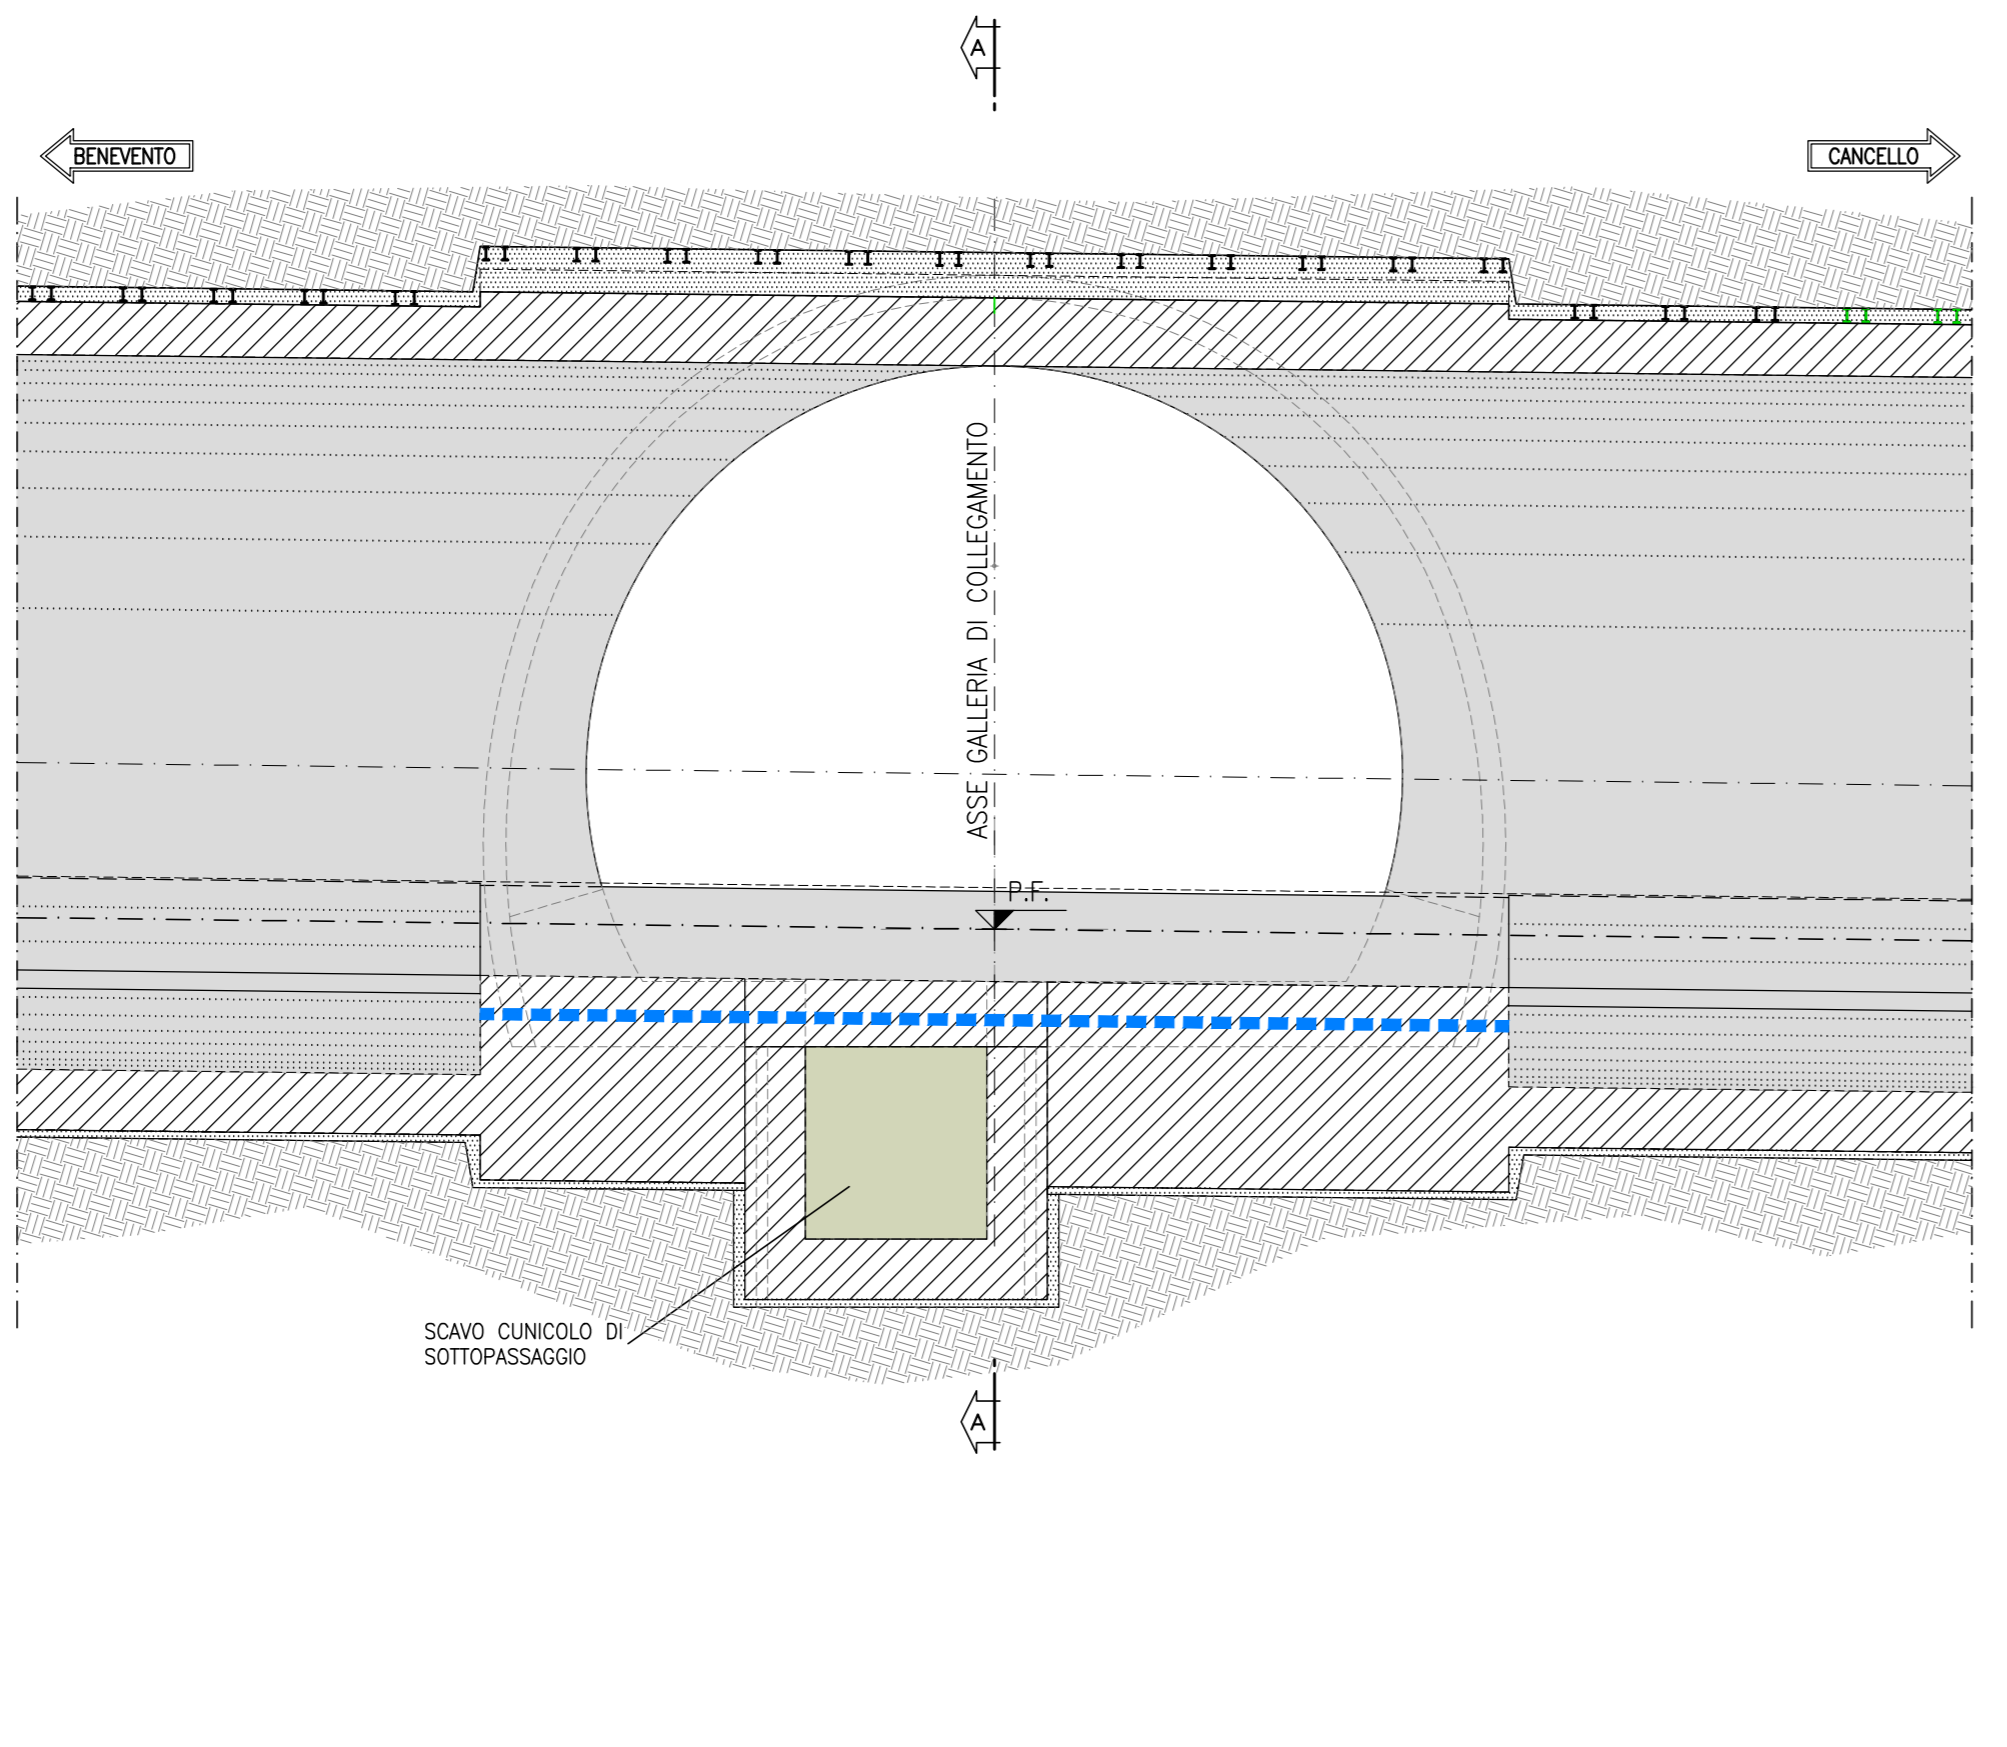 A
BENEVENTO
CANCELLO
ASSE GALLERIA DI COLLEGAMENTO
P.F.
SCAVO CUNICOLO DI
SOTTOPASSAGGIO
A